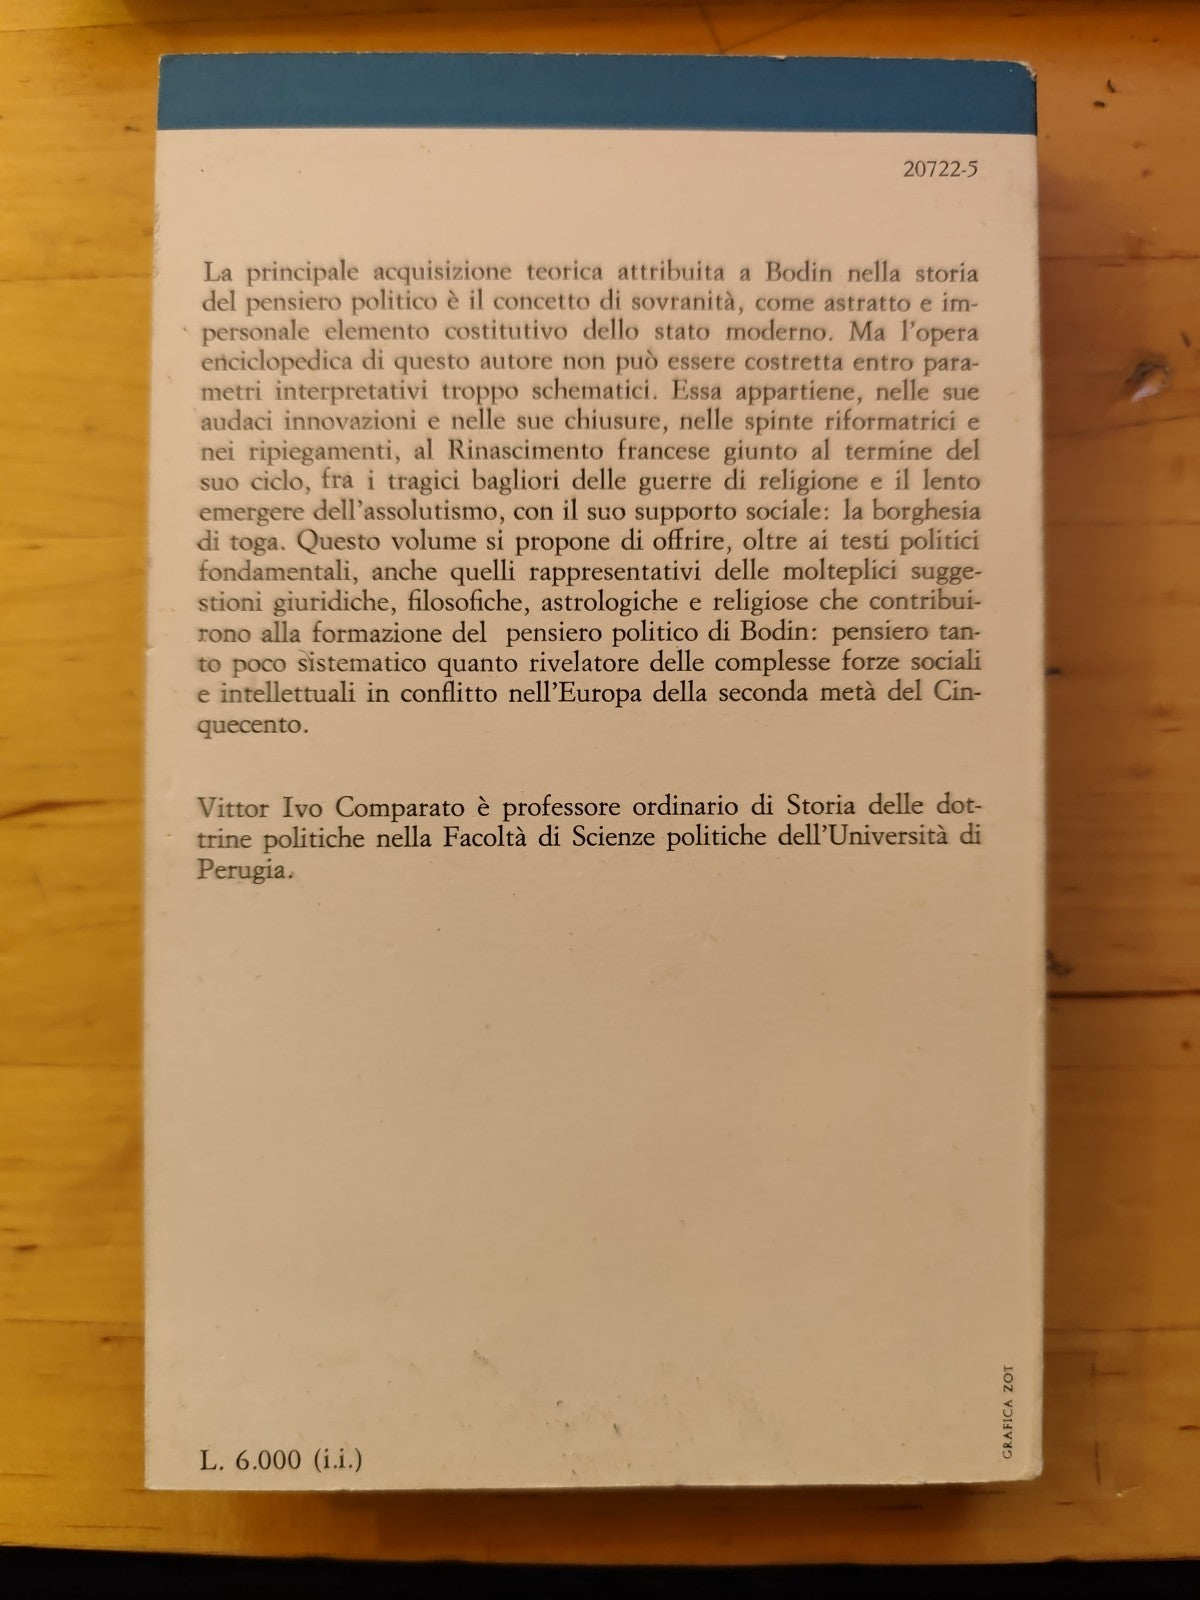 20722-5
La principale acquisizione teorica attribuita a Bodin nella storia
del pensiero politico è il concetto di sovranità, come astratto e im-
personale elemento costitutivo dello stato moderno. Ma l'opera
enciclopedica di questo autore non può essere costretta entro para-
metri interpretativi troppo schematici. Essa appartiene, nelle sue
audaci innovazioni e nelle sue chiusure, nelle spinte riformatrici e
nei ripiegamenti, al Rinascimento francese giunto al termine del
suo ciclo, fra i tragici bagliori delle guerre di religione e il lento
emergere dell'assolutismo, con il suo supporto sociale: la borghesia
di toga. Questo volume si propone di offrire, oltre ai testi politici
fondamentali, anche quelli rappresentativi delle molteplici sugge-
stioni giuridiche, filosofiche, astrologiche e religiose che contribui-
rono alla formazione del pensiero politico di Bodin: pensiero tan-
to poco sistematico quanto rivelatore delle complesse forze sociali
e intellettuali in conflitto nell'Europa della seconda metà del Cin-
quecento.
Vittor Ivo Comparato è professore ordinario di Storia delle dot-
trine politiche nella Facoltà di Scienze politiche dell'Università di
Perugia.
GRAFICA ZOT
L. 6.000 (i.i.)